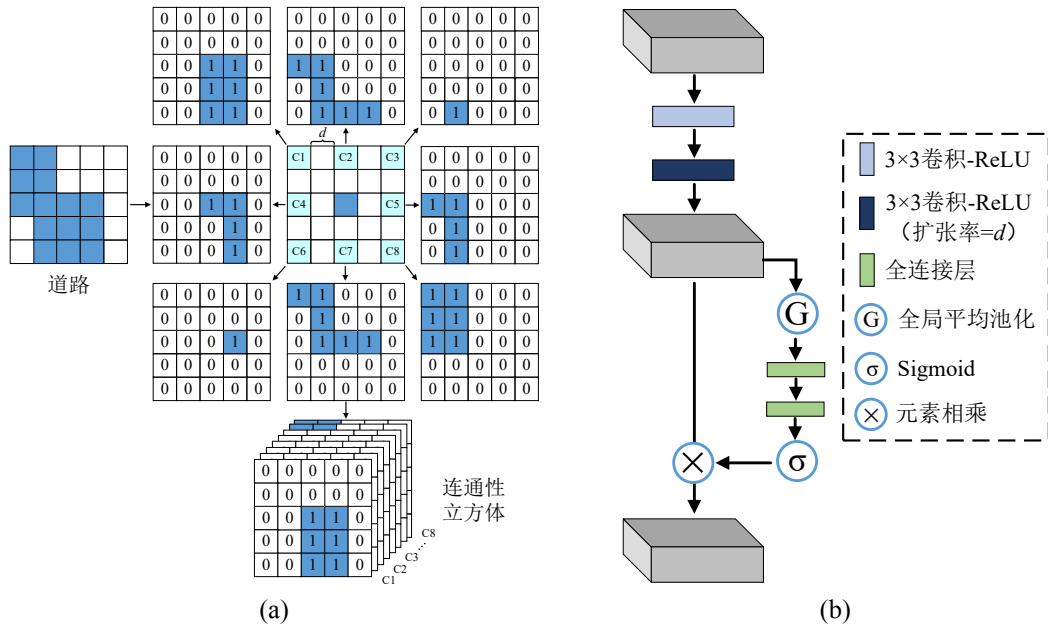 0 0 0 0 0
0 0 0 0 0
0 0 1 1 0
0 0 1 1 0
0 0 1 1 0
0 0 0 0 0
0 0 0 0 0
1 1 0 0 0
0 1 0 0 0
0 1 1 1 0
0 0 0 0 0
0 0 0 0 0
0 0 0 0 0
0 0 0 0 0
0 1 0 0 0
道路
0 0 0 0 0
0 0 0 0 0
0 0 1 1 0
0 0 0 1 0
0 0 0 1 0
d
C1 C2 C3
C4 C5
C6 C7 C8
0 0 0 0 0
0 0 0 0 0
1 1 0 0 0
0 1 0 0 0
0 1 0 0 0
0 0 0 0 0
0 0 0 0 0
0 0 0 1 0
0 0 0 0 0
0 0 0 0 0
1 1 0 0 0
0 1 0 0 0
0 1 1 1 0
0 0 0 0 0
0 0 0 0 0
1 1 0 0 0
1 1 0 0 0
1 1 0 0 0
0 0 0 0 0
0 0 0 0 0
0 0 0 0 0
0 0 0 0 0
0 0 1 1 0
0 0 1 1 0
0 0 1 1 0
C1
C2
C3
…
C8
连通性
立方体
(a)
G
σ
×
3×3卷积-ReLU
3×3卷积-ReLU
（扩张率=d）
全连接层
G 全局平均池化
σ Sigmoid
× 元素相乘
(b)